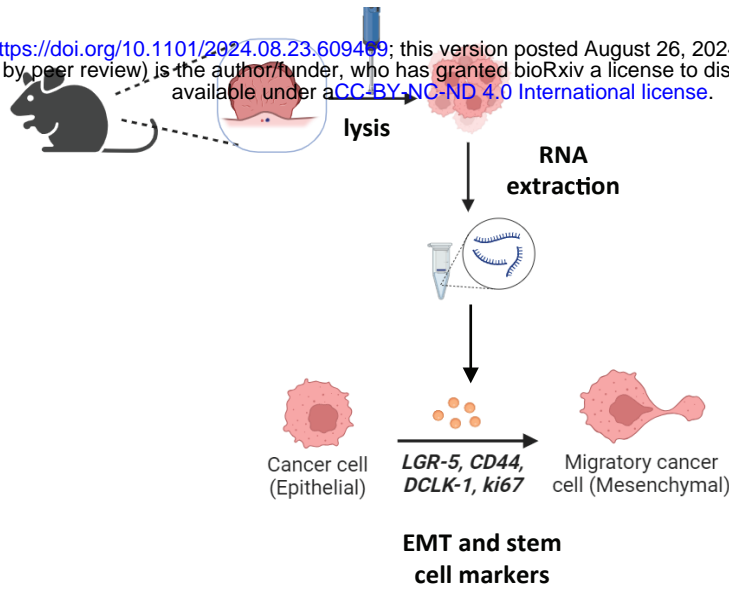 ttps://doi.org/10.1101/2024.08.23.609469; this version posted August 26, 2024
by peer review) is the author/funder, who has granted bioRxiv a license to dis
available under aCC-BY-NC-ND 4.0 International license.
lysis
RNA
extraction
Cancer cell
(Epithelial)
LGR-5, CD44,
DCLK-1, ki67
Migratory cancer
cell (Mesenchymal)
EMT and stem
cell markers